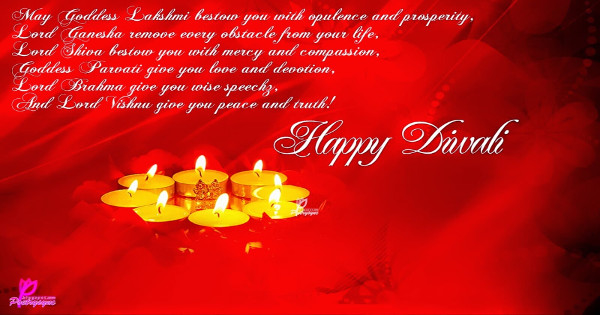 May Goddess Lakshmi bestow you with opulence and prosperity,
Lord Ganesha remove every obstacle from your life,
Lord Shiva bestow you with mercy and compassion,
Goddess Parvati give you love and devotion,
Lord Brahma give you wise speechz,
And Lord Vishnu give you peace and truth!
Happy Diwali